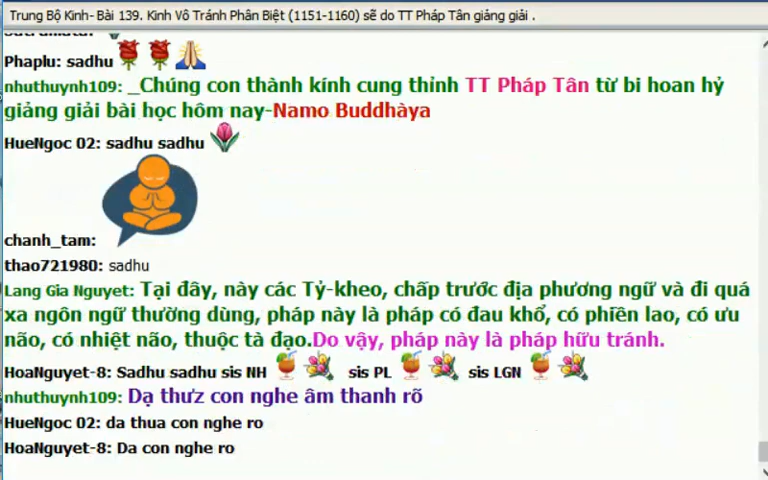 Trung Bộ Kinh- Bài 139. Kinh Vô Tránh Phân Biệt (1151-1160) sẽ do TT Pháp Tân giảng giải .
Phaplu: sadhu
nhuthuynh109: _Chúng con thành kính cung thỉnh TT Pháp Tân từ bi hoan hỷ
giảng giải bài học hôm nay-Namo Buddhàya
HueNgoc 02: sadhu sadhu
chanh_tam:
thao721980: sadhu
Lang Gia Nguyet: Tại đây, này các Tỷ-kheo, chấp trước địa phương ngữ và đi quá
xa ngôn ngữ thường dùng, pháp này là pháp có đau khổ, có phiền lao, có ưu
não, có nhiệt não, thuộc tà đạo.Do vậy, pháp này là pháp hữu tránh.
HoaNguyet-8: Sadhu sadhu sis NH sis PL sis LGN
nhuthuynh109: Dạ thưz con nghe âm thanh rõ
HueNgoc 02: da thua con nghe ro
HoaNguyet-8: Da con nghe ro